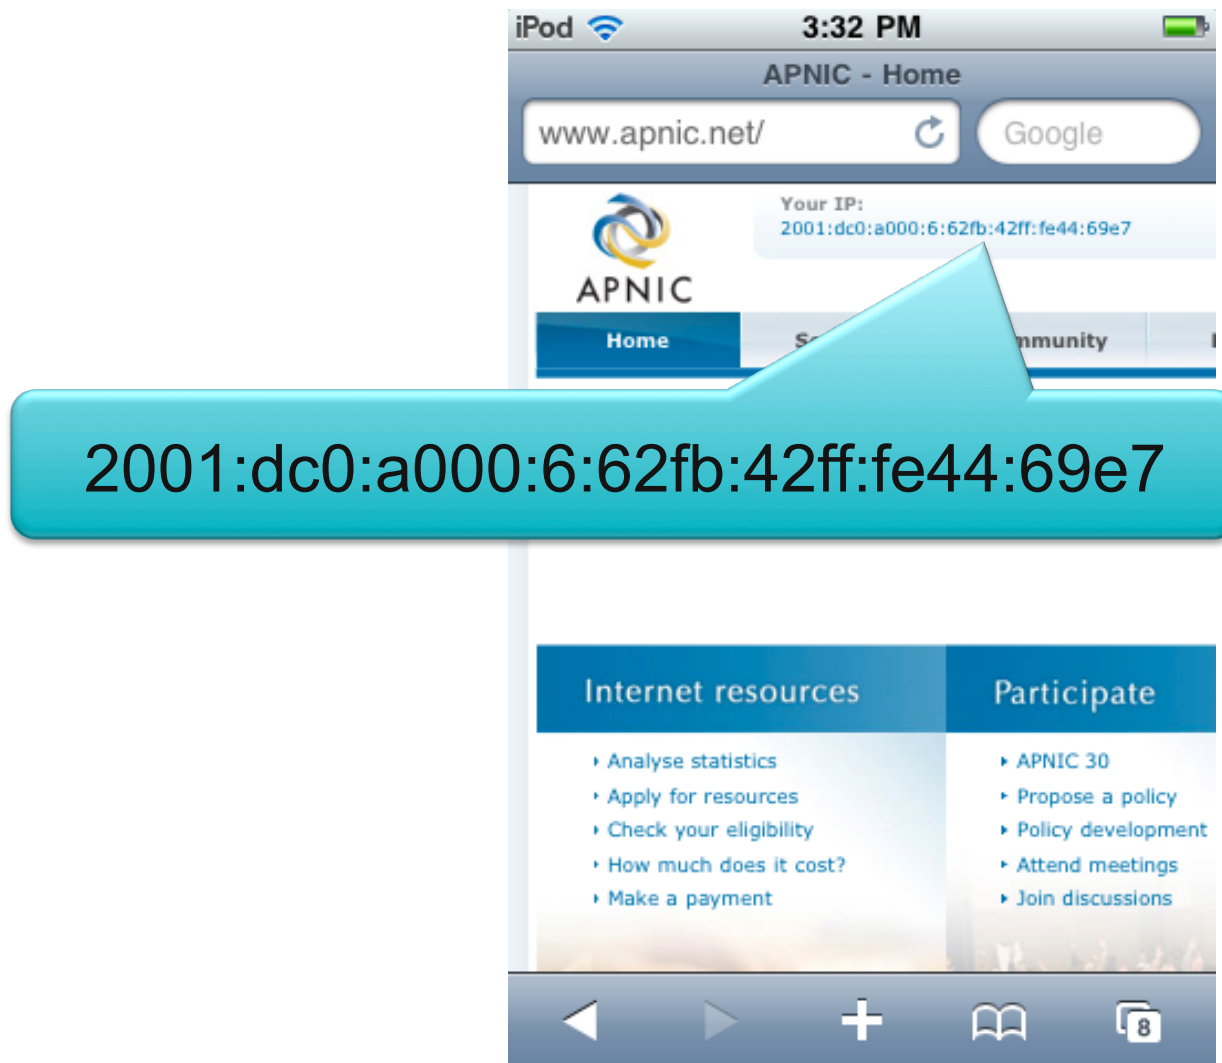 iPod 3:32 PM
APNIC - Home
www.apnic.net/ Google
Your IP:
2001:dc0:a000:6:62fb:42ff:fe44:69e7
APNIC
Home
2001:dc0:a000:6:62fb:42ff:fe44:69e7
Internet resources Participate
Analyse statistics APNIC 30
Apply for resources Propose a policy
Check your eligibility Policy development
How much does it cost? Attend meetings
Make a payment Join discussions
8